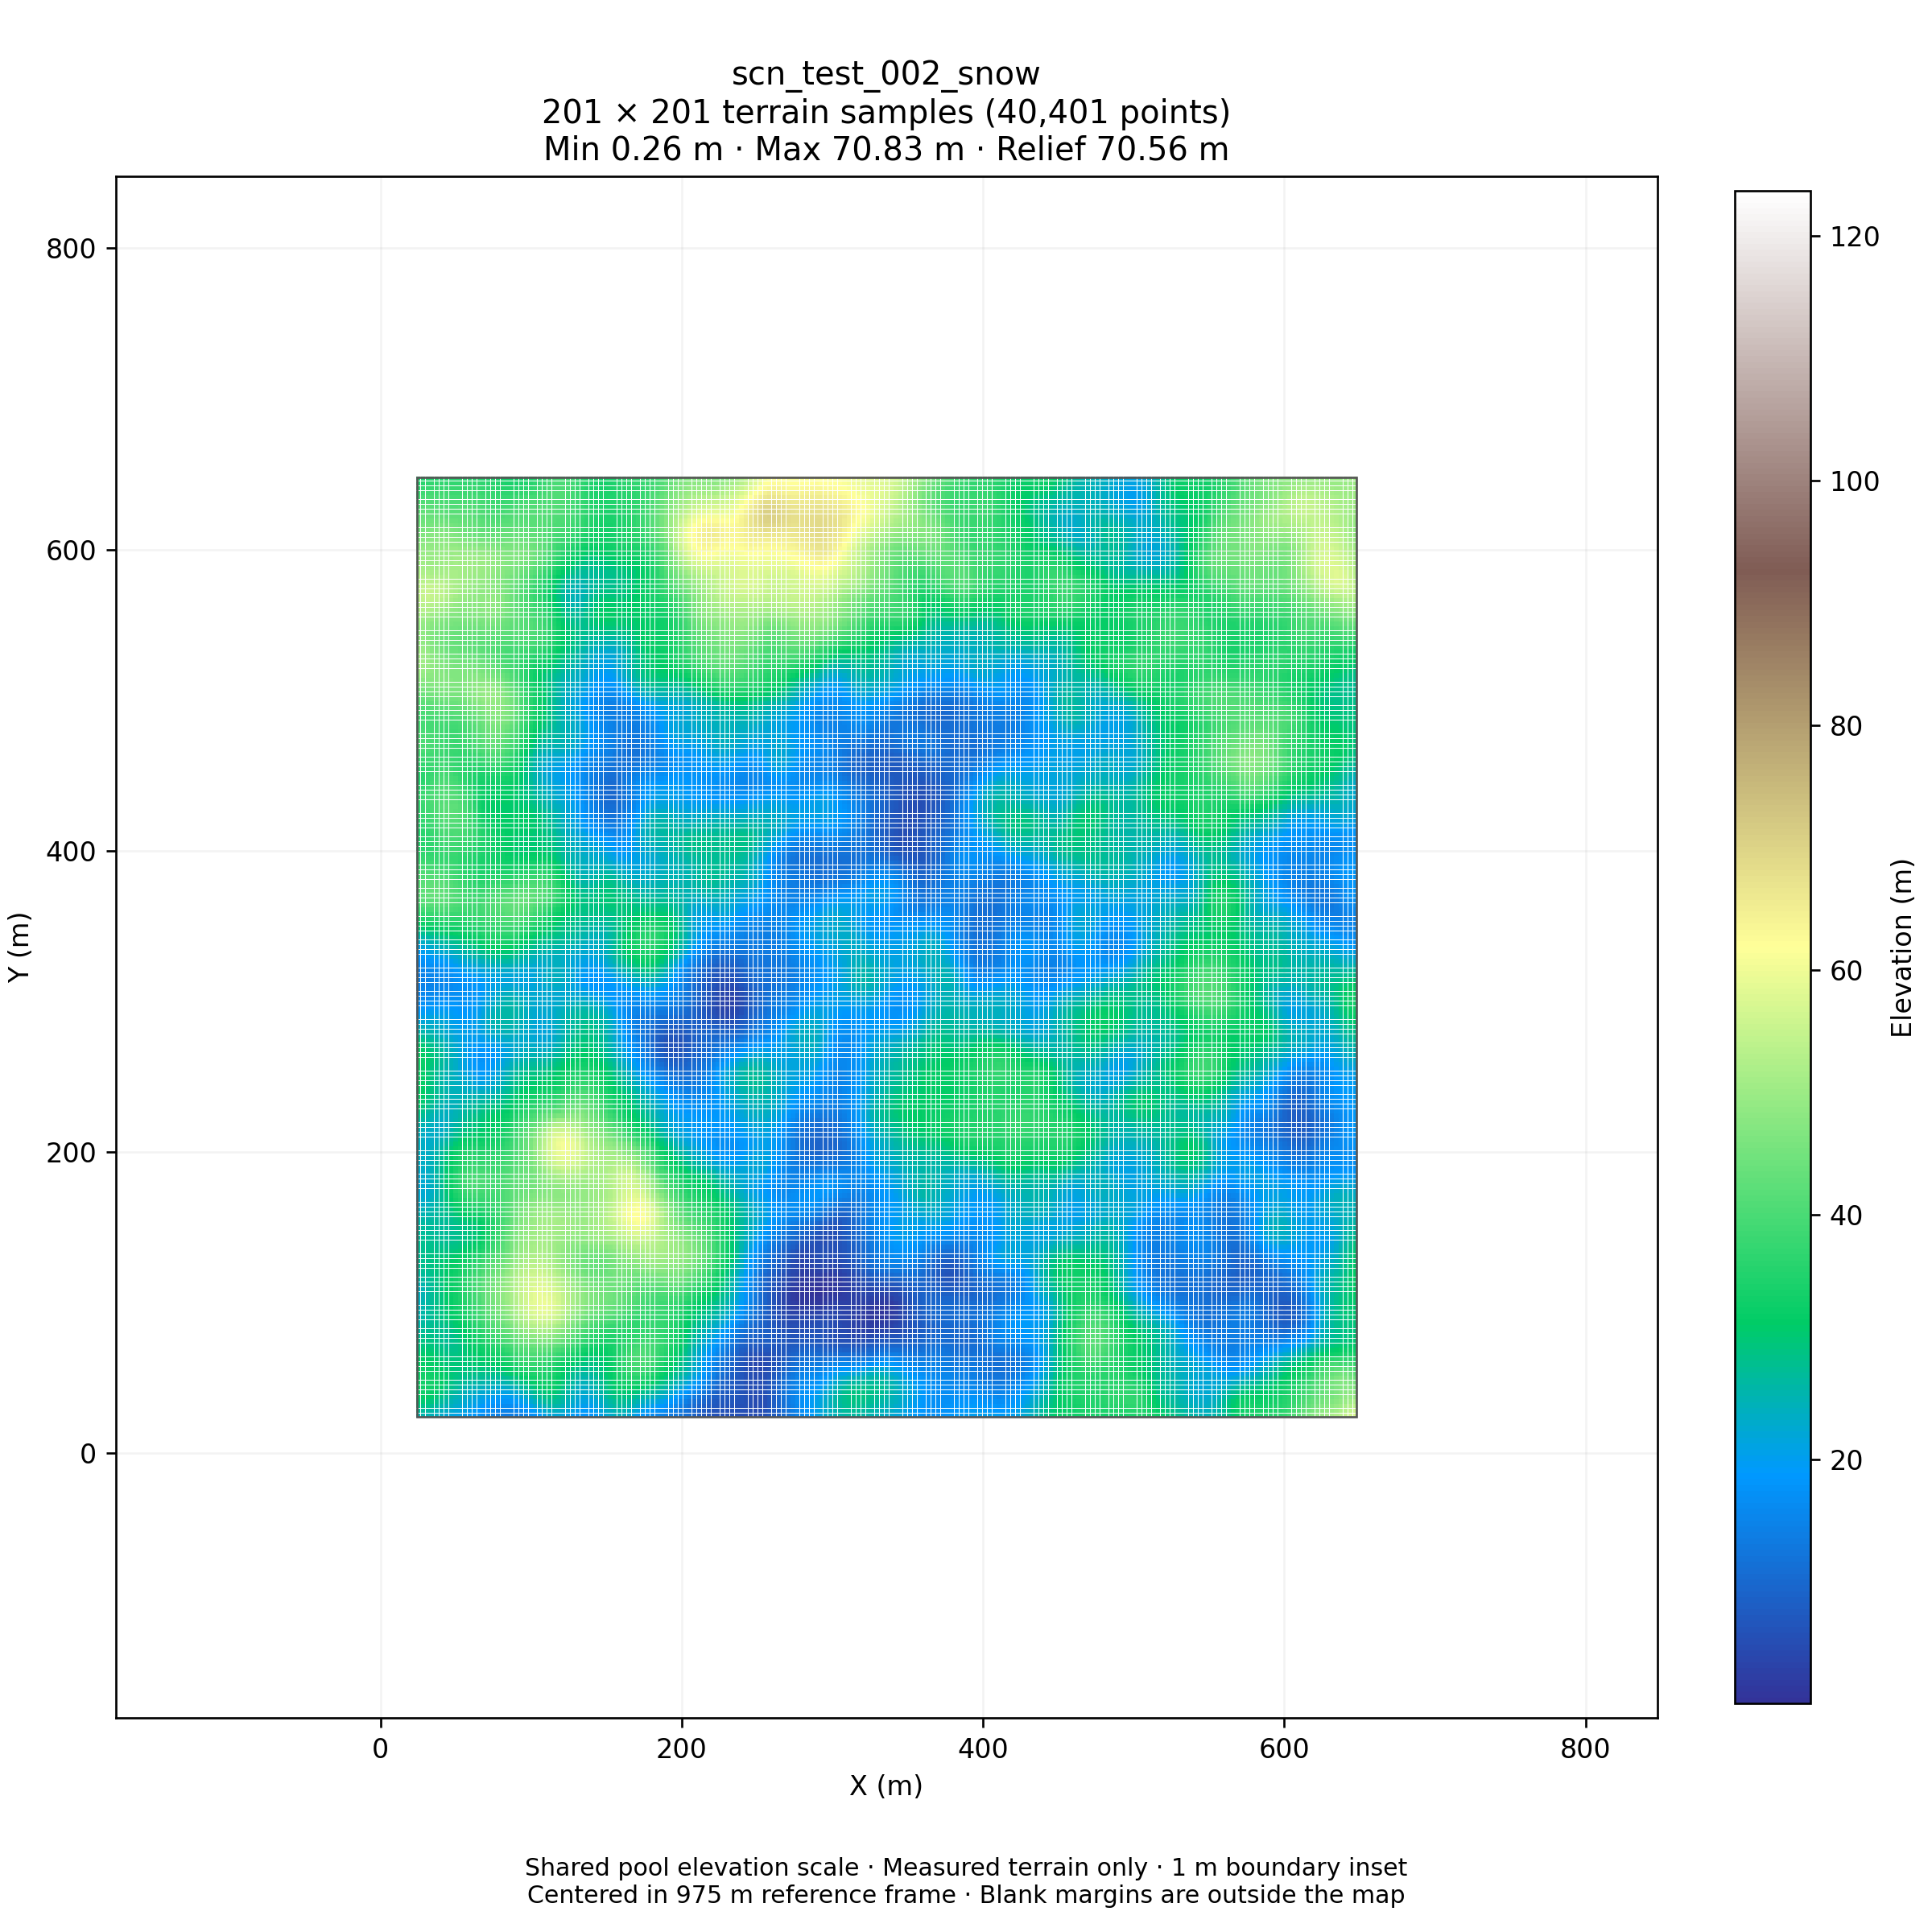 scn_test_002_snow
201 × 201 terrain samples (40,401 points)
Min 0.26 m · Max 70.83 m · Relief 70.56 m
800
600
400
200
0
Y (m)
0
200
400
600
800
X (m)
120
100
80
60
40
20
Elevation (m)
Shared pool elevation scale · Measured terrain only · 1 m boundary inset
Centered in 975 m reference frame · Blank margins are outside the map